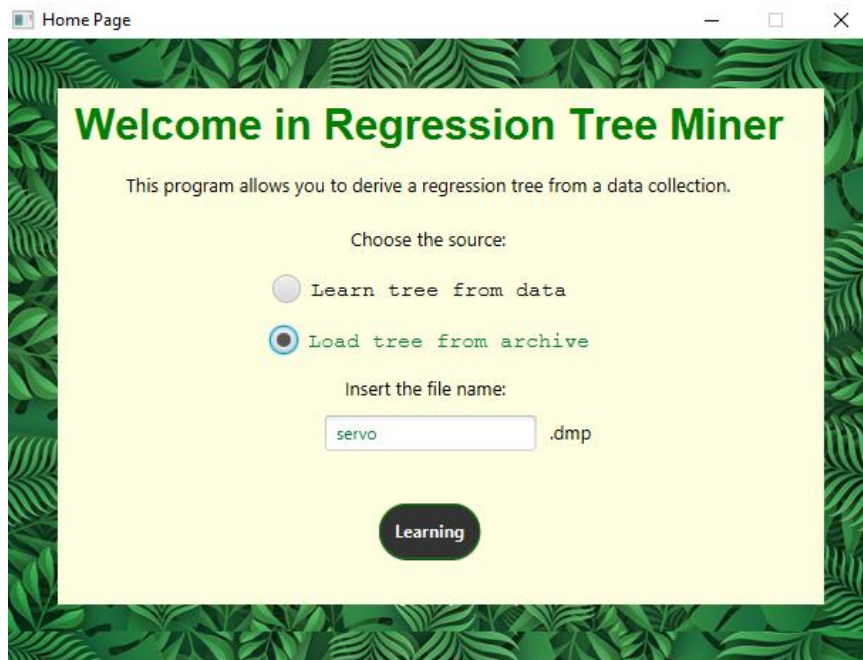 Home Page
Welcome in Regression Tree Miner
This program allows you to derive a regression tree from a data collection.
Choose the source:
Learn tree from data
Load tree from archive
Insert the file name:
servo .dmp
Learning